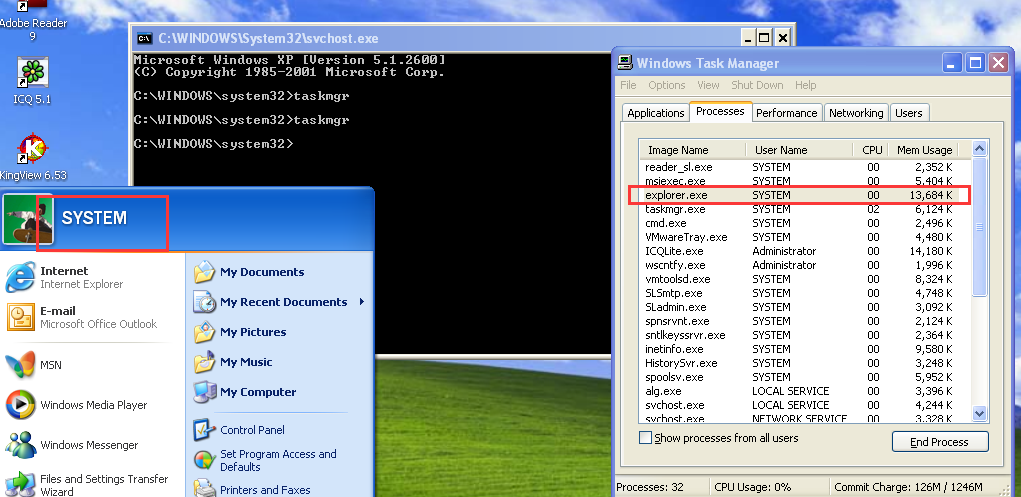 Adobe Reader
9
ICQ 5.1
KingView 6.53
C:\WINDOWS\System32\svchost.exe
Microsoft Windows XP [Version 5.1.2600]
(C) Copyright 1985-2001 Microsoft Corp.
C:\WINDOWS\system32>taskmgr
C:\WINDOWS\system32>taskmgr
C:\WINDOWS\system32>
SYSTEM
Internet
Internet Explorer
E-mail
Microsoft Office Outlook
MSN
Windows Media Player
Windows Messenger
Files and Settings Transfer
Wizard
My Documents
My Recent Documents
My Pictures
My Music
My Computer
Control Panel
Set Program Access and
Defaults
Printers and Faxes
Windows Task Manager
File Options View Shut Down Help
Applications Processes Performance Networking Users
Image Name User Name CPU Mem Usage
reader_sl.exe SYSTEM 00 2,352 K
msiexec.exe SYSTEM 00 5,404 K
explorer.exe SYSTEM 00 13,684 K
taskmgr.exe SYSTEM 02 6,124 K
cmd.exe SYSTEM 00 2,496 K
VMwareTray.exe SYSTEM 00 4,480 K
ICQLite.exe Administrator 00 14,180 K
wscntfy.exe Administrator 00 1,996 K
vmtoolsd.exe SYSTEM 00 8,324 K
SLSmtp.exe SYSTEM 00 4,748 K
SLadmin.exe SYSTEM 00 3,092 K
spnsrvnt.exe SYSTEM 00 2,124 K
sntlkeyssrvr.exe SYSTEM 00 2,364 K
inetinfo.exe SYSTEM 00 9,580 K
HistorySvr.exe SYSTEM 00 3,248 K
spoolsv.exe SYSTEM 00 5,952 K
alg.exe LOCAL SERVICE 00 3,396 K
svchost.exe LOCAL SERVICE 00 4,244 K
svchost.exe NETWORK SERVICE 00 3,328 K
Show processes from all users
End Process
Processes: 32 CPU Usage: 0% Commit Charge: 126M / 1246M